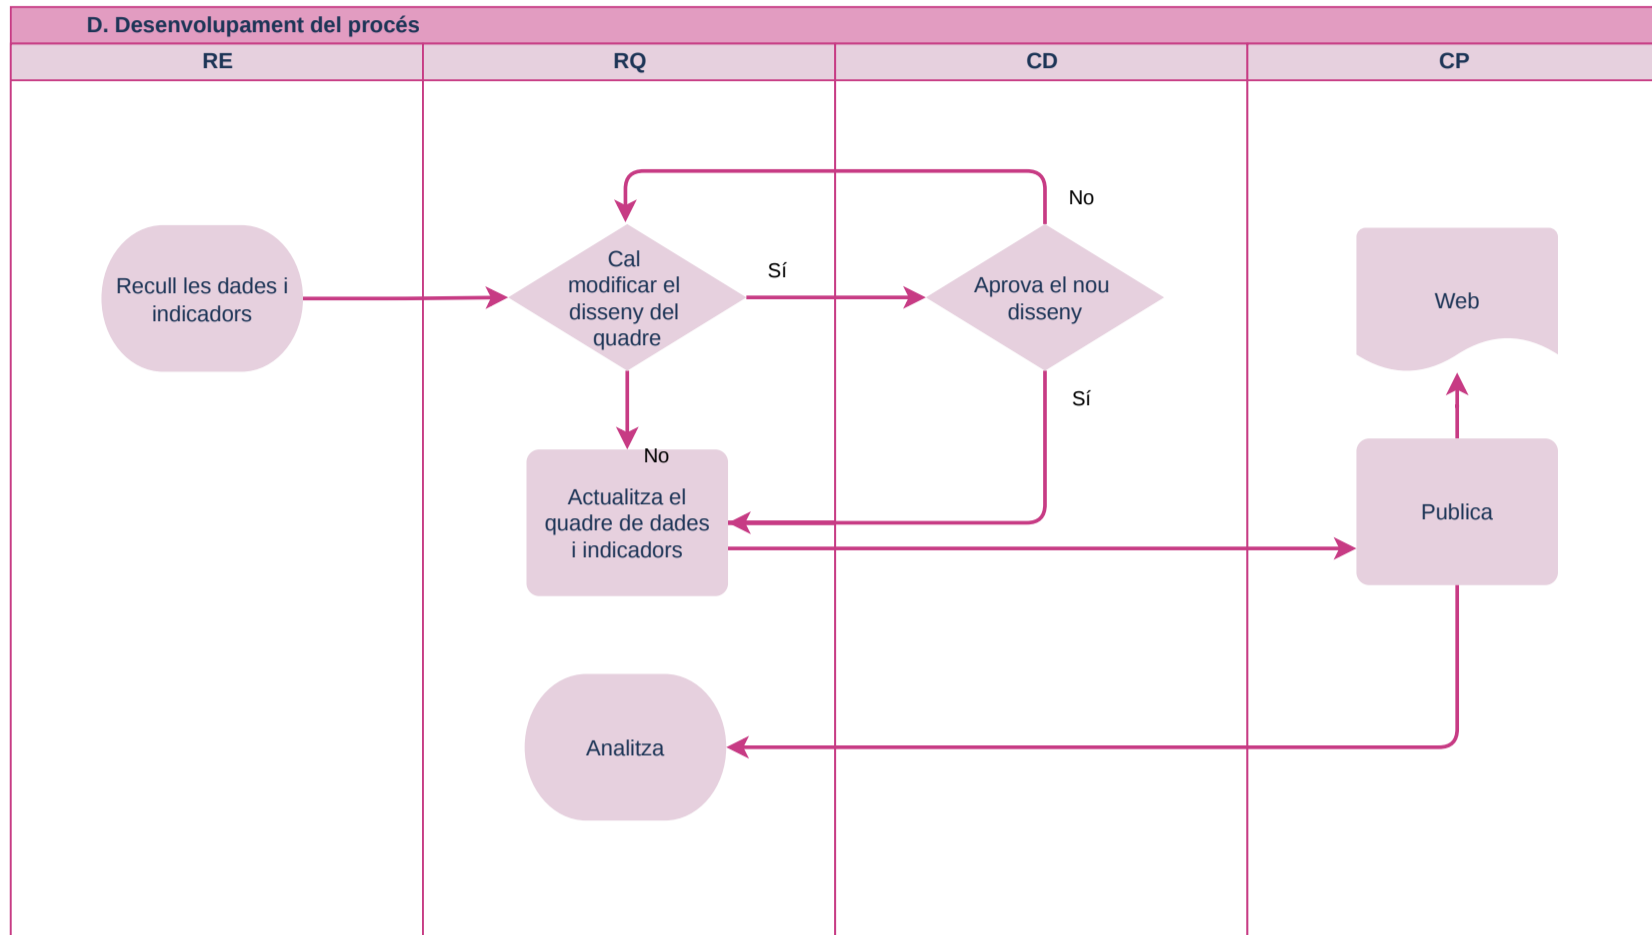 D. Desenvolupament del procés
RE
RQ
CD
CP
No
Cal
modificar el
disseny del
quadre
Sí
Recull les dades i
indicadors
Aprova el nou
disseny
Web
Sí
No
Actualitza el
quadre de dades
i indicadors
Publica
Analitza